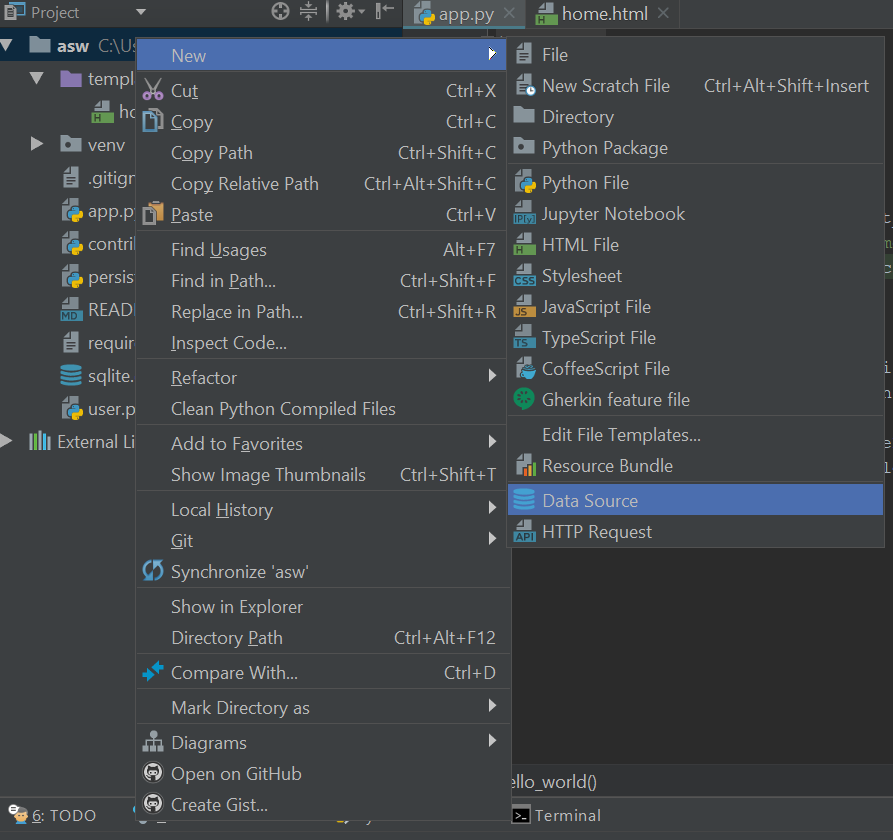 Project
app.py
home.html
asw C:\Us
templ
ho
venv
.gitign
app.py
contri
persis
READ
requir
sqlite.
user.p
External Li
New
Cut Ctrl+X
Copy Ctrl+C
Copy Path Ctrl+Shift+C
Copy Relative Path Ctrl+Alt+Shift+C
Paste Ctrl+V
Find Usages Alt+F7
Find in Path... Ctrl+Shift+F
Replace in Path... Ctrl+Shift+R
Inspect Code...
Refactor
Clean Python Compiled Files
Add to Favorites
Show Image Thumbnails Ctrl+Shift+T
Local History
Git
Synchronize 'asw'
Show in Explorer
Directory Path Ctrl+Alt+F12
Compare With... Ctrl+D
Mark Directory as
Diagrams
Open on GitHub
Create Gist...
File
New Scratch File Ctrl+Alt+Shift+Insert
Directory
Python Package
Python File
Jupyter Notebook
HTML File
Stylesheet
JavaScript File
TypeScript File
CoffeeScript File
Gherkin feature file
Edit File Templates...
Resource Bundle
Data Source
HTTP Request
ello_world()
6: TODO
Terminal